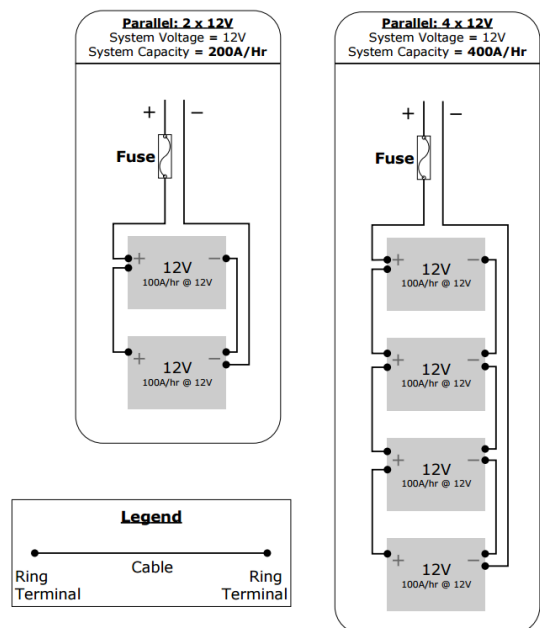 Parallel: 2 x 12V
System Voltage = 12V
System Capacity = 200A/Hr
+ −
Fuse
+ −
12V
100A/hr @ 12V
+ −
12V
100A/hr @ 12V
Parallel: 4 x 12V
System Voltage = 12V
System Capacity = 400A/Hr
+ −
Fuse
+ −
12V
100A/hr @ 12V
+ −
12V
100A/hr @ 12V
+ −
12V
100A/hr @ 12V
+ −
12V
100A/hr @ 12V
Legend
Cable
Ring
Terminal
Ring
Terminal